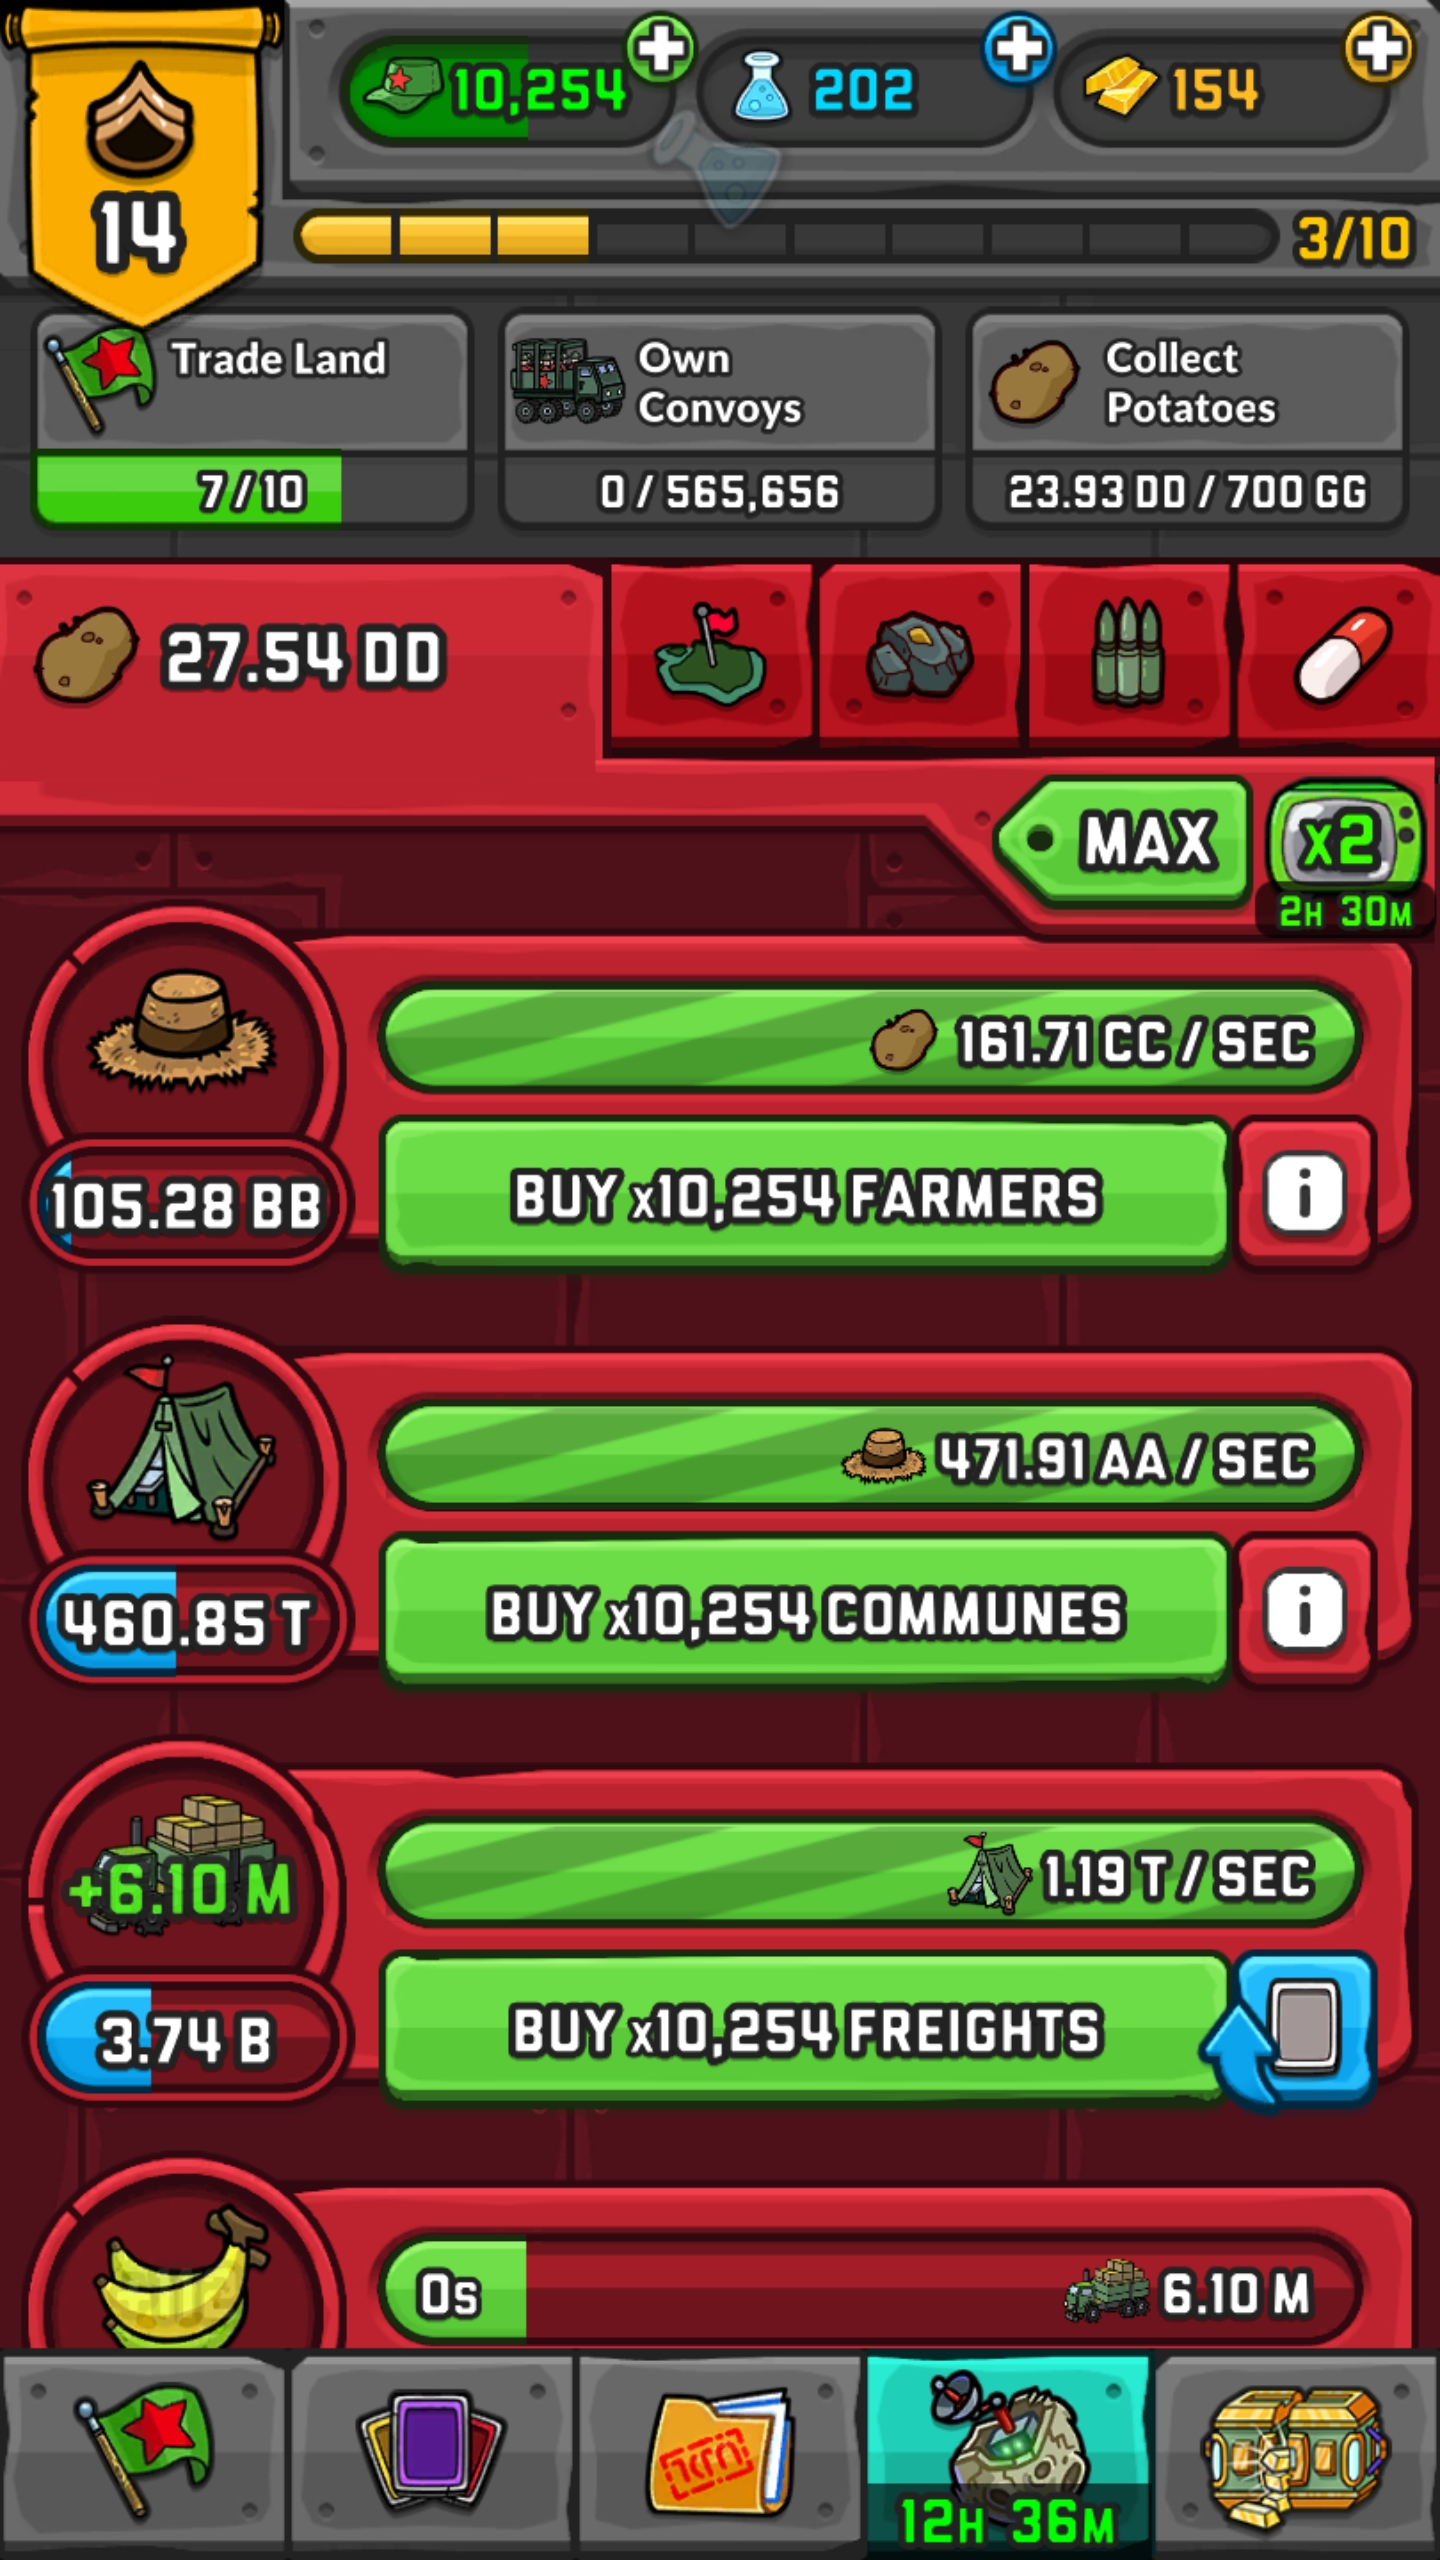 10,254
202
154
14
3/10
Trade Land
7/10
Own
Convoys
0/565,656
Collect
Potatoes
23.93 DD/700 GG
27.54 DD
MAX
x2
2H 30M
161.71 CC/SEC
105.28 BB
BUY x10,254 FARMERS
i
471.91 AA/SEC
460.85 T
BUY x10,254 COMMUNES
i
+6.10 M
1.19 T/SEC
3.74 B
BUY x10,254 FREIGHTS
0s
6.10 M
12H 36M